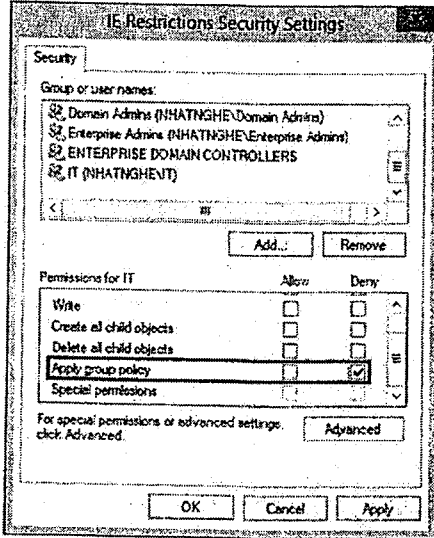 IE Restrictions Security Settings
Security
Group or user names:
Domain Admins (NHATNGHE\Domain Admins)
Enterprise Admins (NHATNGHE\Enterprise Admins)
ENTERPRISE DOMAIN CONTROLLERS
IT (NHATNGHE\IT)
Add...
Remove
Permissions for IT
Allow
Deny
Write
Create all child objects
Delete all child objects
Apply group policy
Special permissions
For special permissions or advanced settings,
click Advanced.
Advanced
OK
Cancel
Apply